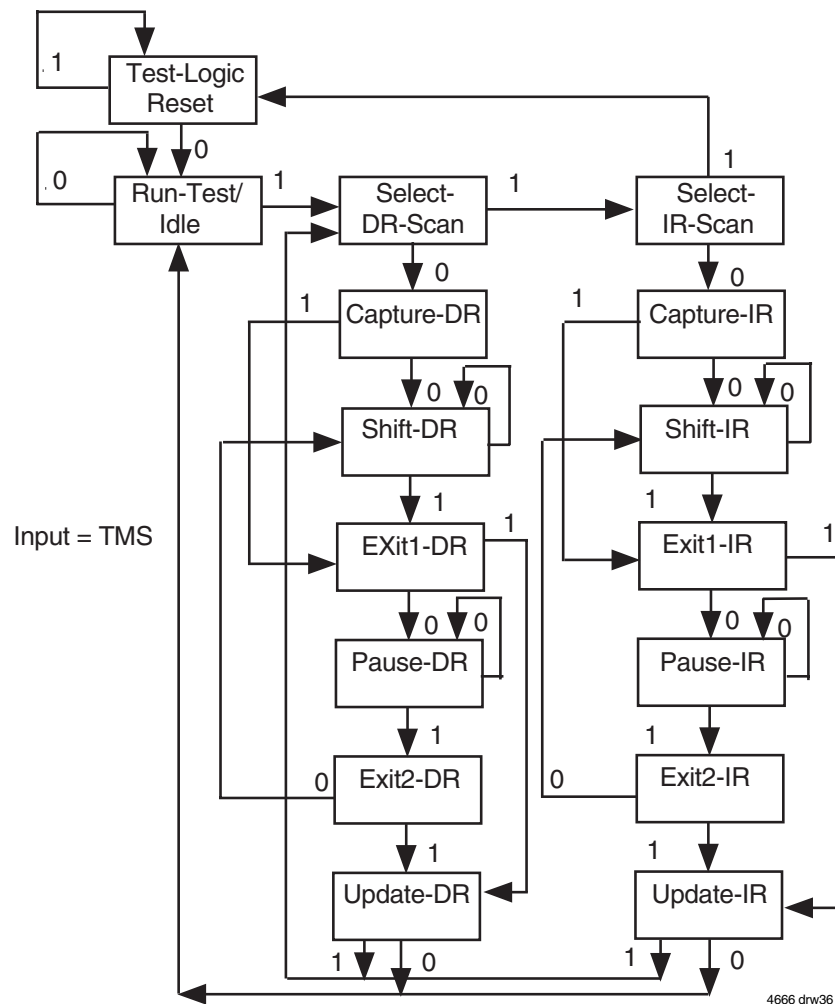 1
Test-Logic
Reset
0
0
Run-Test/
Idle
1
Select-
DR-Scan
1
Select-
IR-Scan
1
0
0
1
Capture-DR
1
Capture-IR
0
0
0
0
Shift-DR
Shift-IR
1
1
Input = TMS
EXit1-DR
1
Exit1-IR
1
0
0
0
0
Pause-DR
Pause-IR
1
1
0
Exit2-DR
0
Exit2-IR
1
1
Update-DR
Update-IR
1
0
1
0
4666 drw36